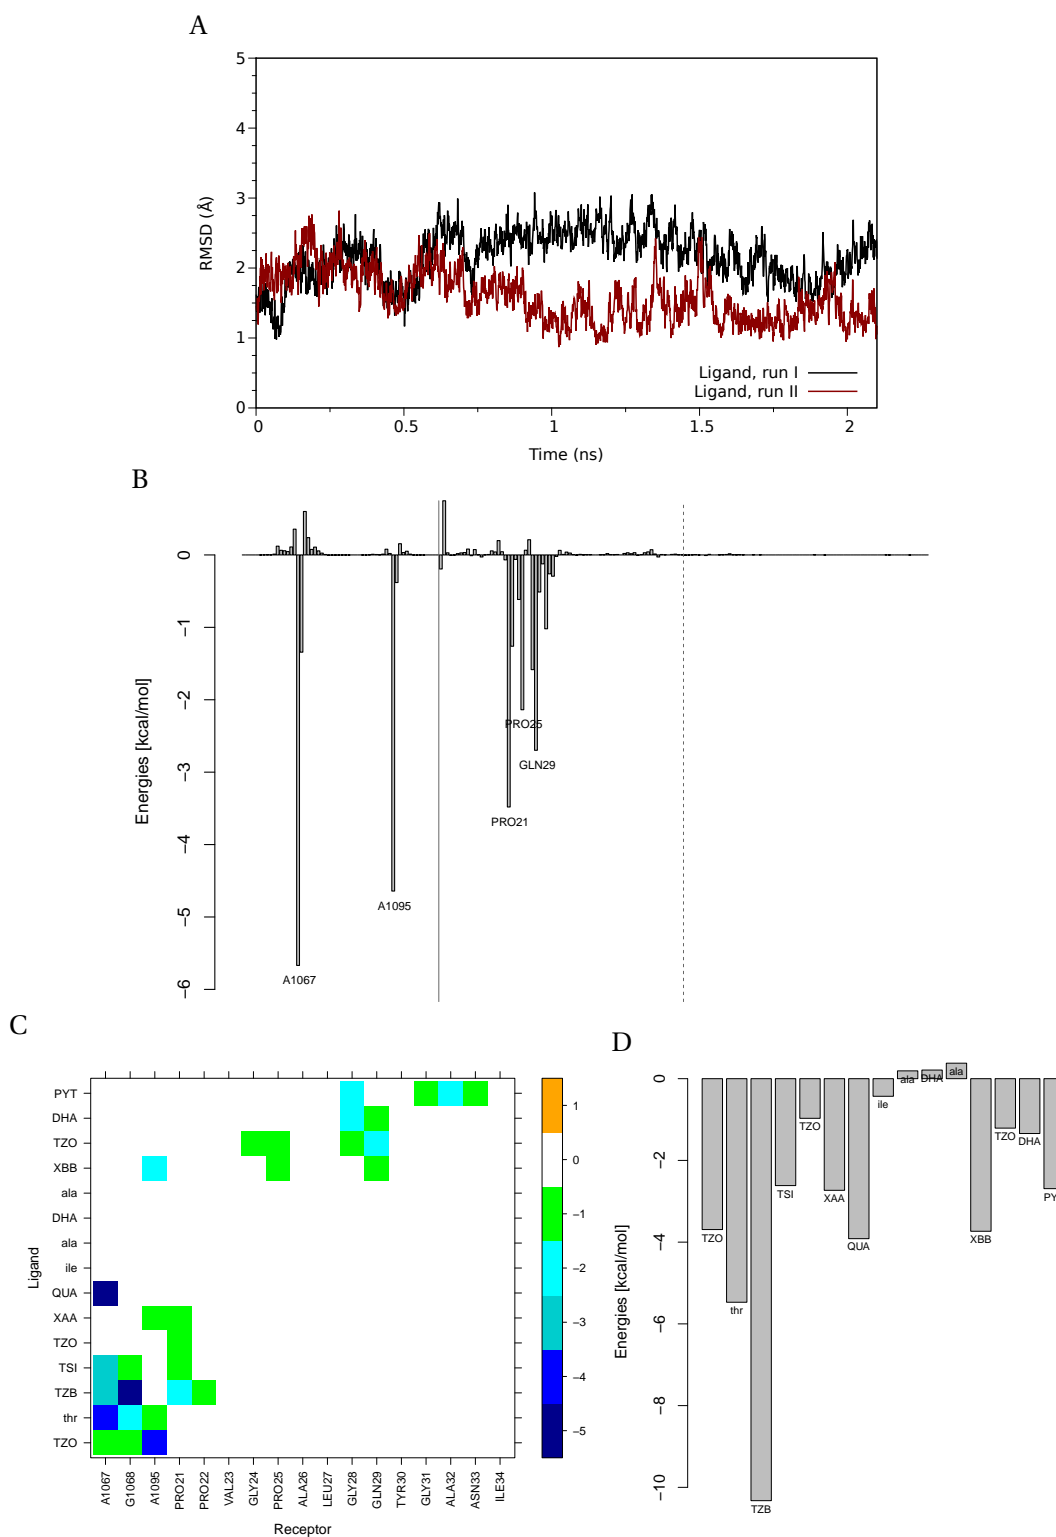 A
5
4
3
2
1
0
RMSD (Å)
Ligand, run I
Ligand, run II
0
0.5
1
1.5
2
Time (ns)
B
0
−1
−2
−3
−4
−5
−6
Energies [kcal/mol]
PRO25
GLN29
PRO21
A1095
A1067
C
PYT
DHA
TZO
XBB
ala
DHA
ala
ile
QUA
XAA
TZO
TSI
TZB
thr
TZO
Ligand
A1067
G1068
A1095
PRO21
PRO22
VAL23
GLY24
PRO25
ALA26
LEU27
GLY28
GLN29
TYR30
GLY31
ALA32
ASN33
ILE34
Receptor
1
0
−1
−2
−3
−4
−5
D
0
−2
−4
−6
−8
−10
Energies [kcal/mol]
TZO
thr
TZB
TSI
TZO
XAA
QUA
ile
ala
DHA
ala
XBB
TZO
DHA
PY